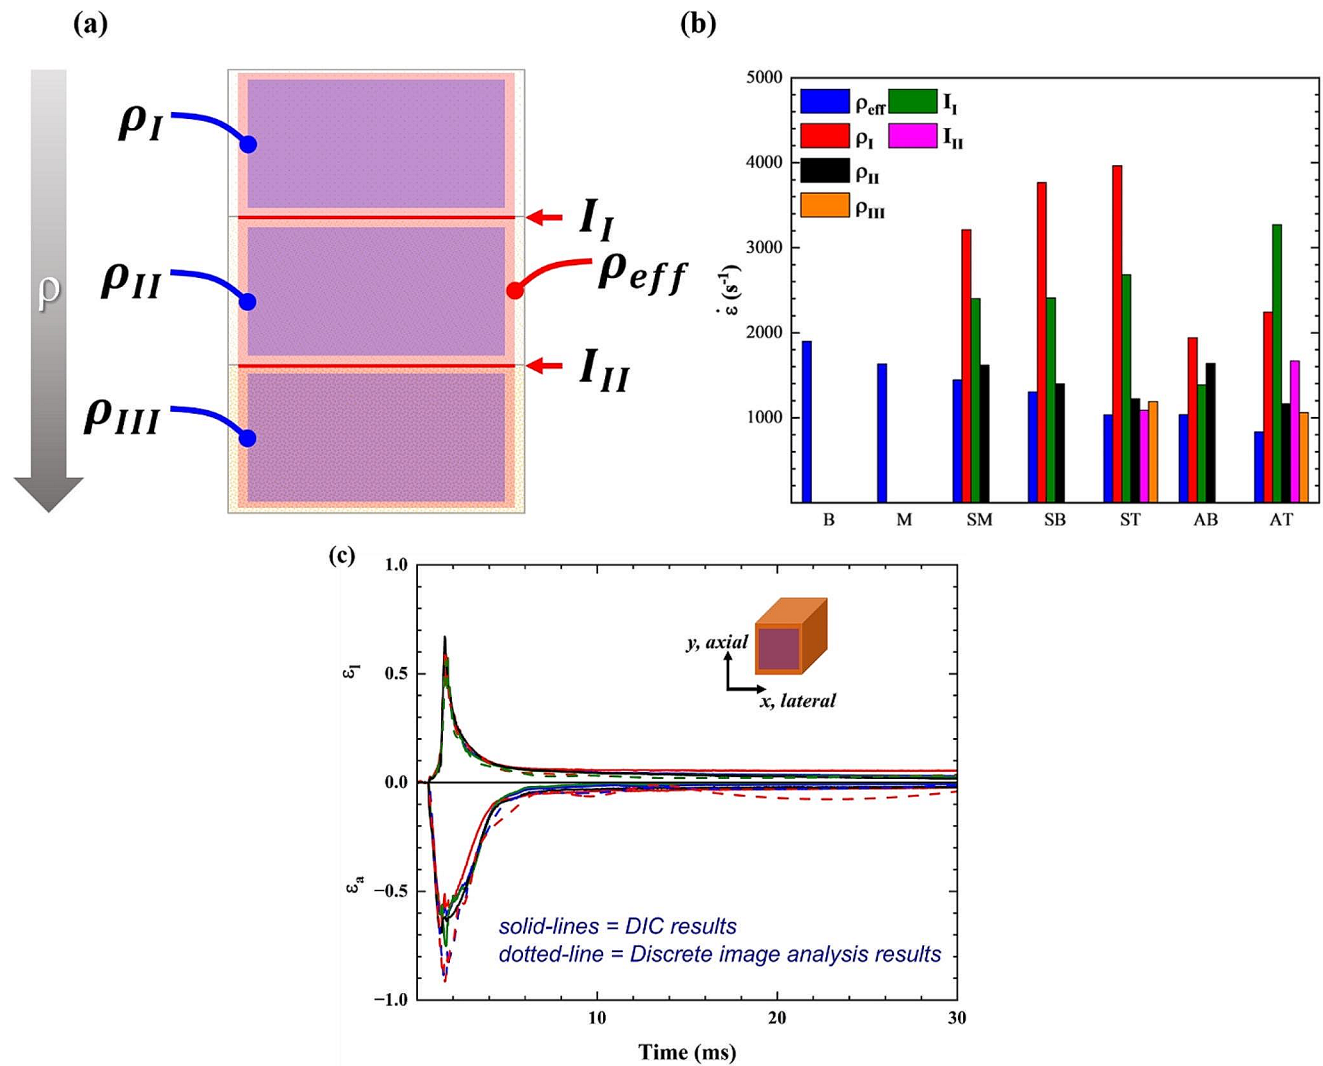 (a)
ρ
ρ_I
ρ_II
ρ_III
I_I
ρ_eff
I_II
(b)
5000
4000
3000
2000
1000
ε̇ (s⁻¹)
ρ_eff
ρ_I
ρ_II
ρ_III
I_I
I_II
B M SM SB ST AB AT
(c)
1.0
0.5
0.0
−0.5
−1.0
ε_l
ε_a
y, axial
x, lateral
solid-lines = DIC results
dotted-line = Discrete image analysis results
10 20 30
Time (ms)